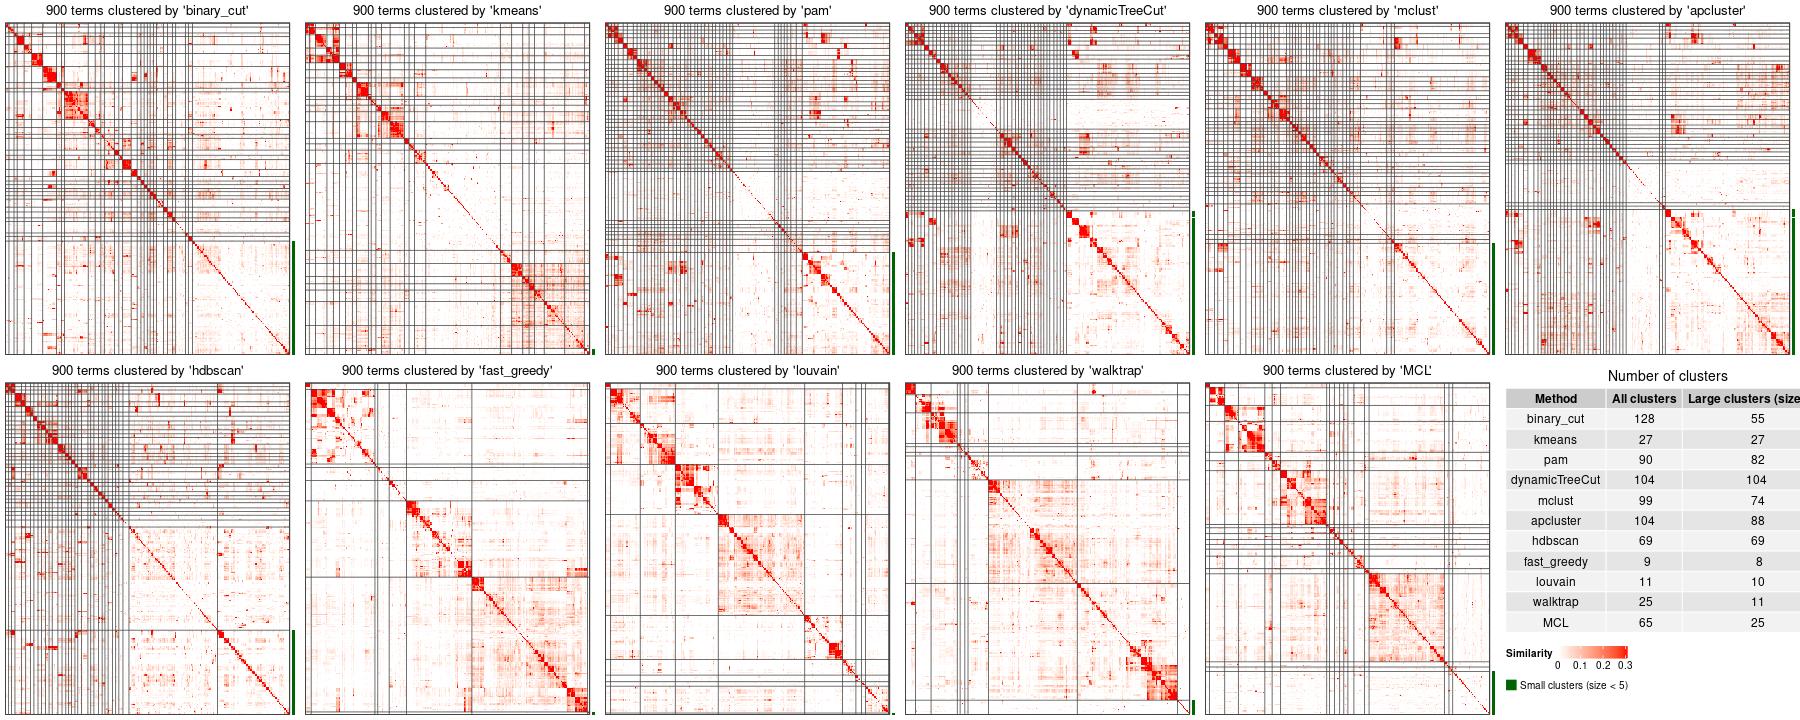 900 terms clustered by 'binary_cut'
900 terms clustered by 'kmeans'
900 terms clustered by 'pam'
900 terms clustered by 'dynamicTreeCut'
900 terms clustered by 'mclust'
900 terms clustered by 'apcluster'
900 terms clustered by 'hdbscan'
900 terms clustered by 'fast_greedy'
900 terms clustered by 'louvain'
900 terms clustered by 'walktrap'
900 terms clustered by 'MCL'
Number of clusters
Method All clusters Large clusters (size
binary_cut 128 55
kmeans 27 27
pam 90 82
dynamicTreeCut 104 104
mclust 99 74
apcluster 104 88
hdbscan 69 69
fast_greedy 9 8
louvain 11 10
walktrap 25 11
MCL 65 25
Similarity
0 0.1 0.2 0.3
Small clusters (size < 5)